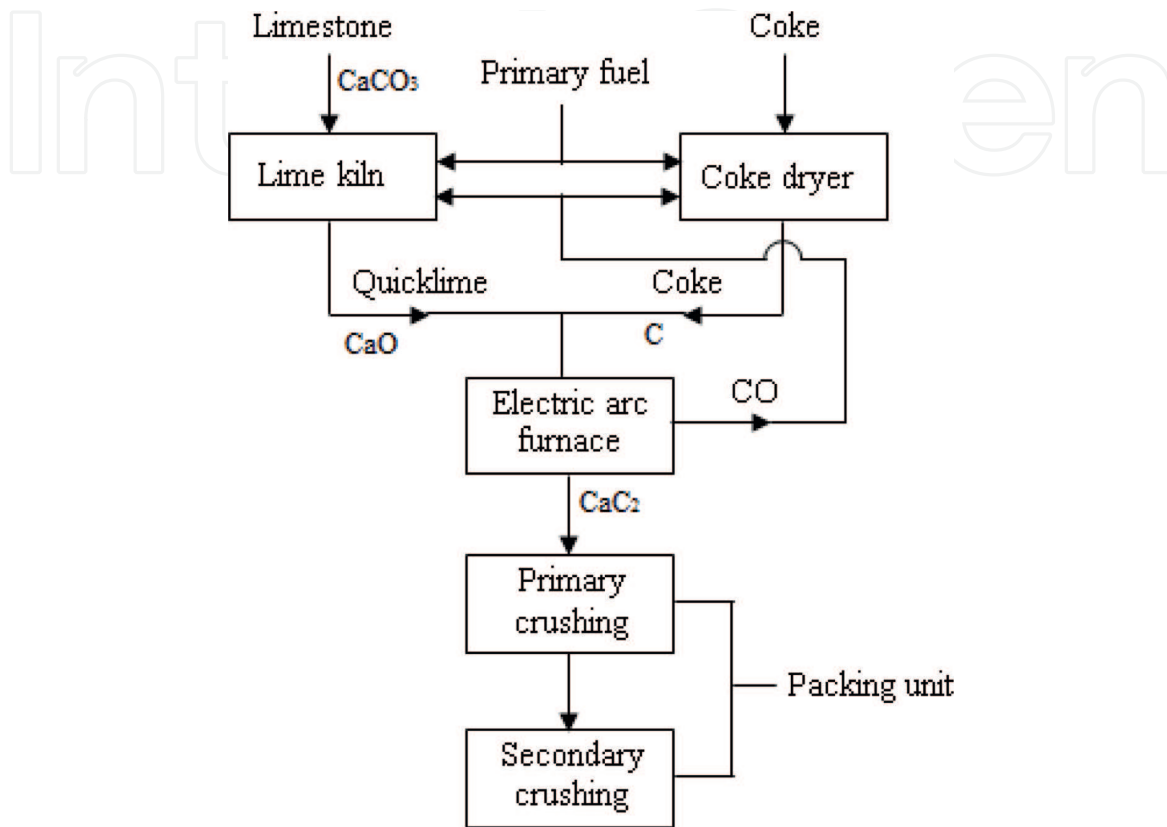 Limestone
Coke
CaCO₃
Primary fuel
Lime kiln
Coke dryer
Quicklime
Coke
CaO
C
Electric arc
furnace
CO
CaC₂
Primary
crushing
Packing unit
Secondary
crushing